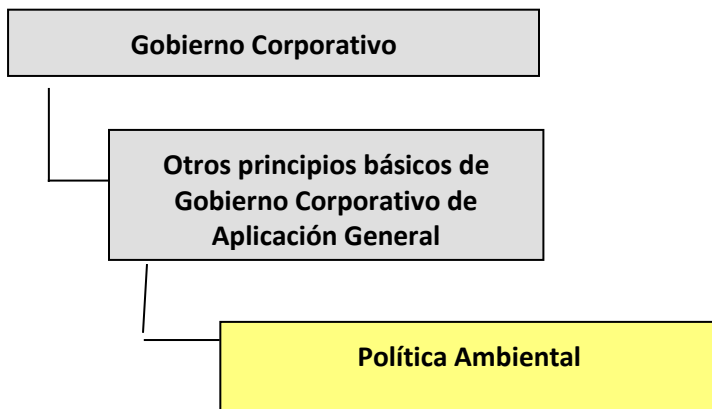 Gobierno Corporativo
Otros principios básicos de
Gobierno Corporativo de
Aplicación General
Política Ambiental